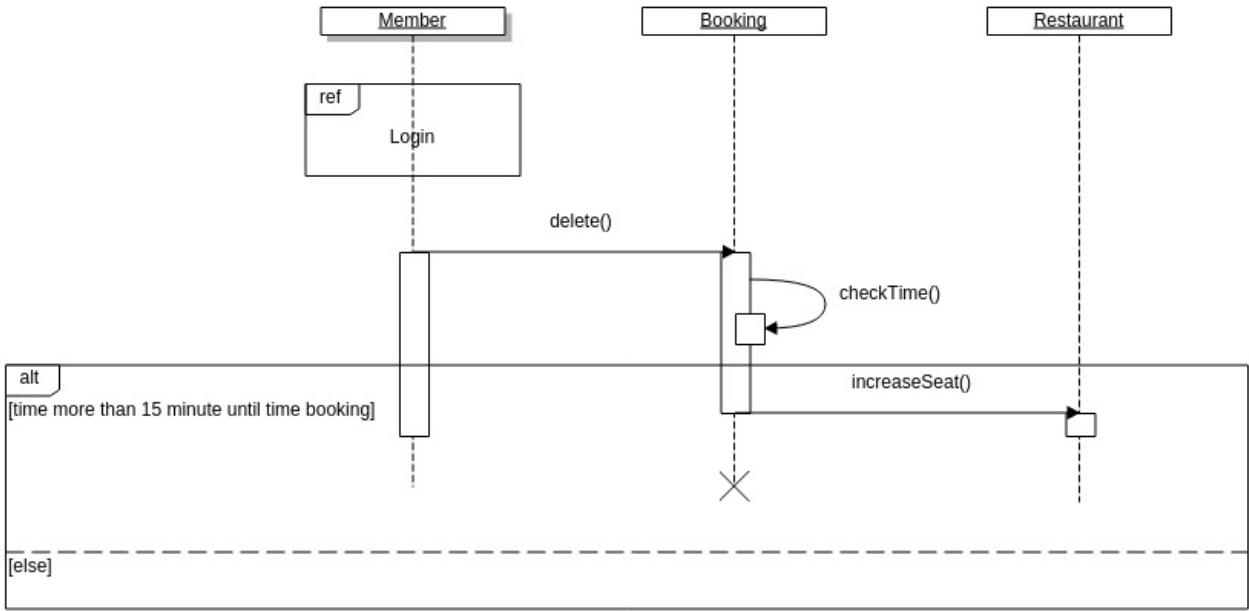 Member
Booking
Restaurant
ref
Login
delete()
checkTime()
alt
increaseSeat()
[time more than 15 minute until time booking]
[else]